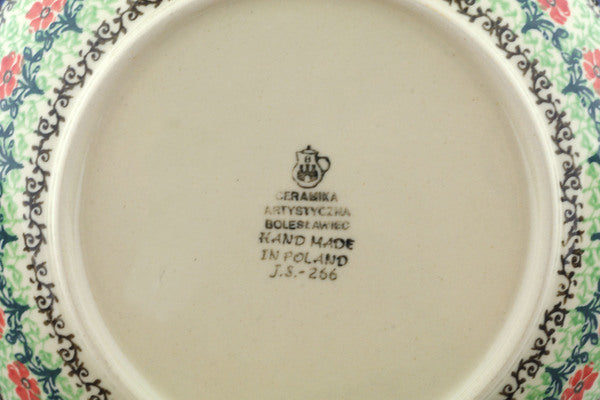 CERAMIKA
ARTYSTYCZNA
BOLESŁAWIEC
HAND MADE
IN POLAND
J.S.-266